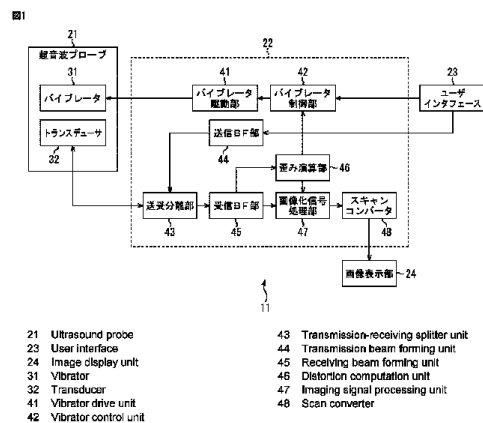 図1
21
超音波プローブ
31
バイブレータ
トランスデューサ
32
22
41
バイブレータ
駆動部
42
バイブレータ
制御部
23
ユーザ
インタフェース
送信BF部
44
歪み演算部
46
送受分離部
43
受信BF部
45
画像化信号
処理部
47
スキャン
コンバータ
48
画像表示部
24
11
21 Ultrasound probe
23 User interface
24 Image display unit
31 Vibrator
32 Transducer
41 Vibrator drive unit
42 Vibrator control unit
43 Transmission-receiving splitter unit
44 Transmission beam forming unit
45 Receiving beam forming unit
46 Distortion computation unit
47 Imaging signal processing unit
48 Scan converter